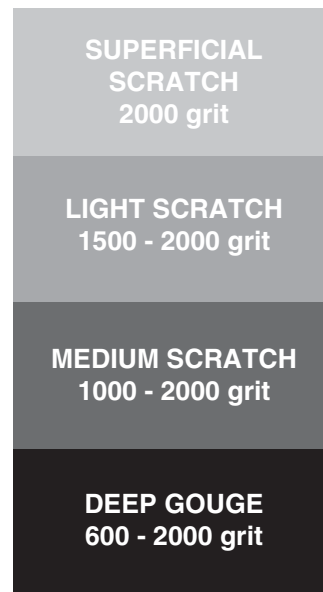 SUPERFICIAL
SCRATCH
2000 grit
LIGHT SCRATCH
1500 - 2000 grit
MEDIUM SCRATCH
1000 - 2000 grit
DEEP GOUGE
600 - 2000 grit